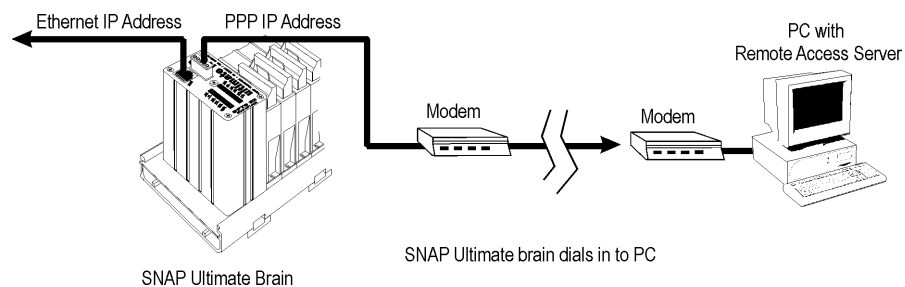 Ethernet IP Address
PPP IP Address
PC with
Remote Access Server
Modem
Modem
SNAP Ultimate brain dials in to PC
SNAP Ultimate Brain